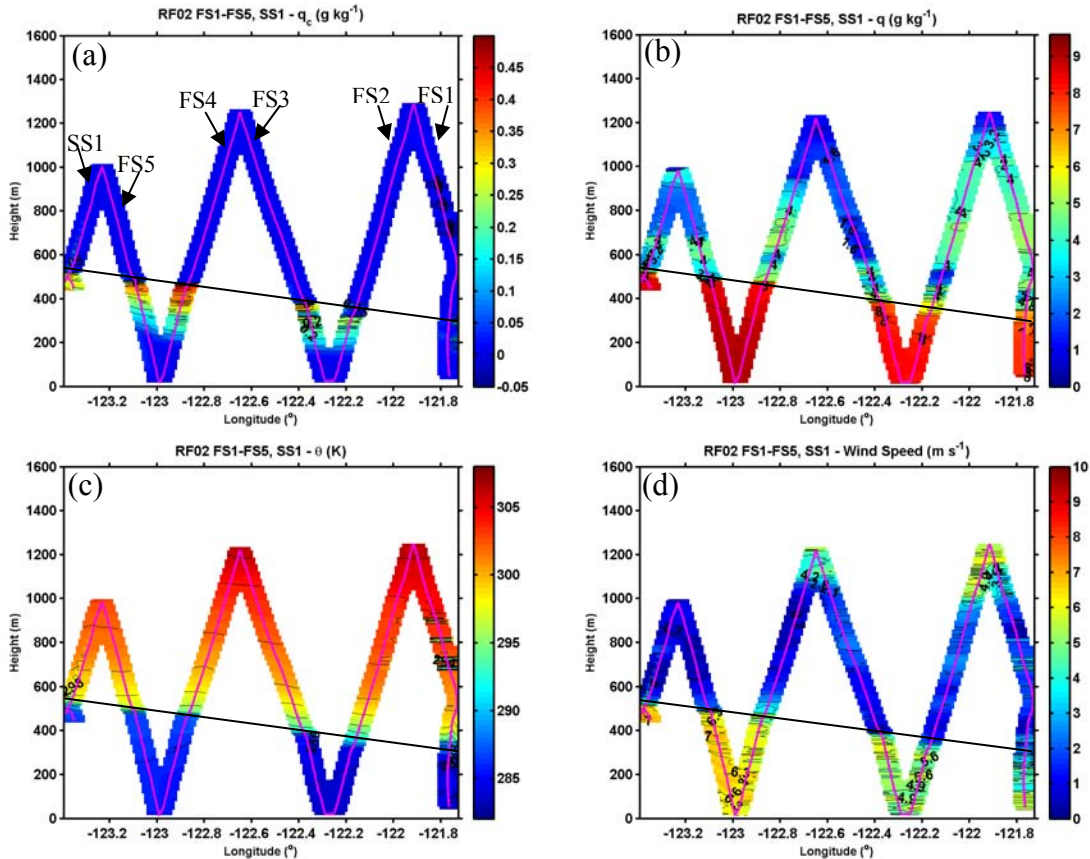 RF02 FS1-FS5, SS1 - q_c (g kg^-1)
(a)
FS4
FS3
FS2
FS1
SS1
FS5
Height (m)
1600
1400
1200
1000
800
600
400
200
0
-123.2 -123 -122.8 -122.6 -122.4 -122.2 -122 -121.8
Longitude (°)
0.45
0.4
0.35
0.3
0.25
0.2
0.15
0.1
0.05
0
-0.05
RF02 FS1-FS5, SS1 - q (g kg^-1)
(b)
Height (m)
1600
1400
1200
1000
800
600
400
200
0
-123.2 -123 -122.8 -122.6 -122.4 -122.2 -122 -121.8
Longitude (°)
9
8
7
6
5
4
3
2
1
0
RF02 FS1-FS5, SS1 - θ (K)
(c)
Height (m)
1600
1400
1200
1000
800
600
400
200
0
295
-123.2 -123 -122.8 -122.6 -122.4 -122.2 -122 -121.8
Longitude (°)
305
300
295
290
285
RF02 FS1-FS5, SS1 - Wind Speed (m s^-1)
(d)
Height (m)
1600
1400
1200
1000
800
600
400
200
0
-123.2 -123 -122.8 -122.6 -122.4 -122.2 -122 -121.8
Longitude (°)
10
9
8
7
6
5
4
3
2
1
0